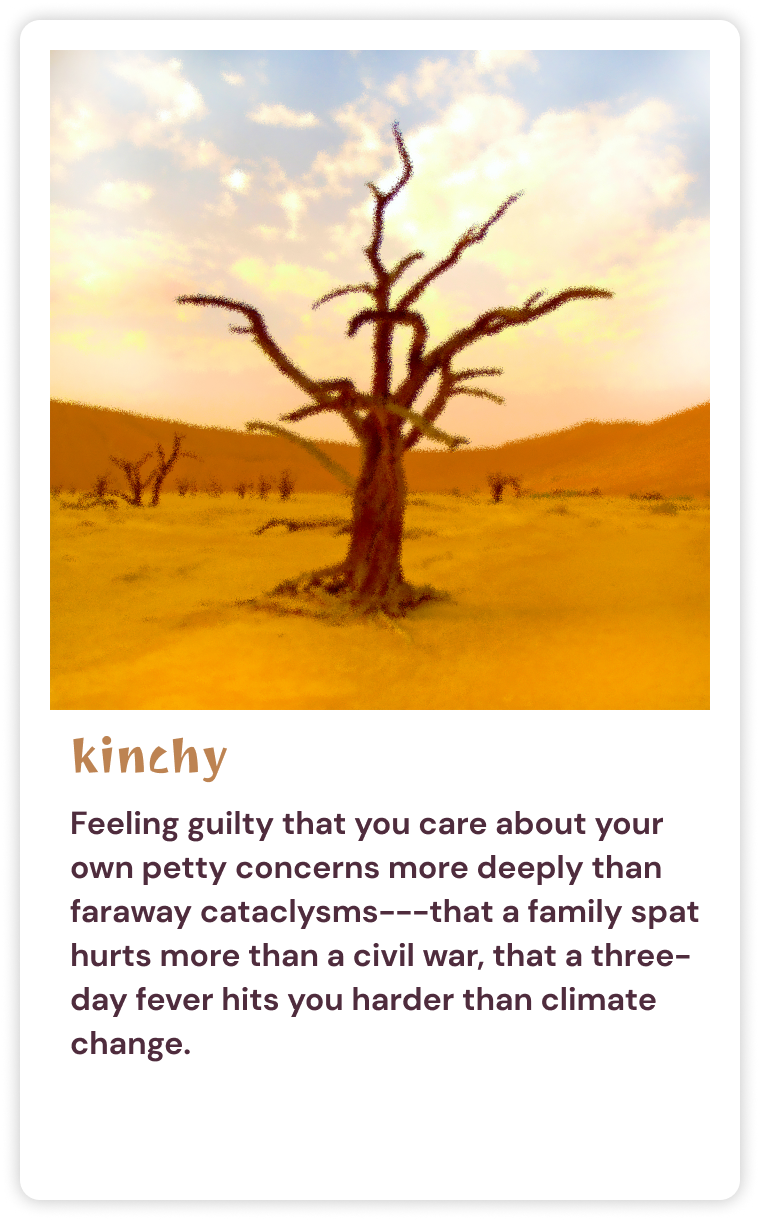 kinchy
Feeling guilty that you care about your
own petty concerns more deeply than
faraway cataclysms---that a family spat
hurts more than a civil war, that a three-
day fever hits you harder than climate
change.